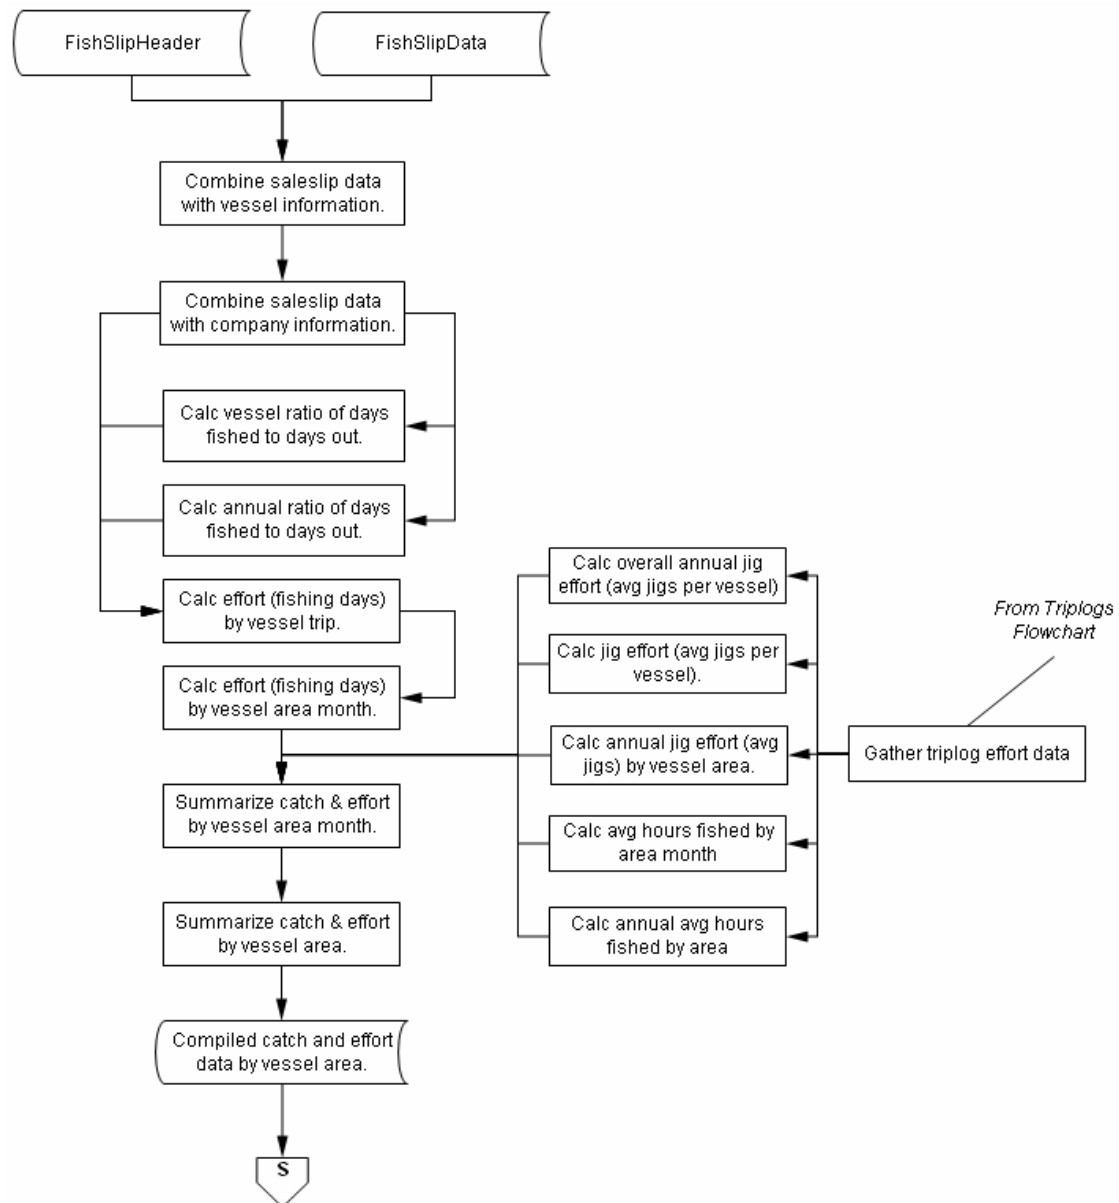 FishSlipHeader
FishSlipData
Combine saleslip data
with vessel information.
Combine saleslip data
with company information.
Calc vessel ratio of days
fished to days out.
Calc annual ratio of days
fished to days out.
Calc effort (fishing days)
by vessel trip.
Calc effort (fishing days)
by vessel area month.
Calc overall annual jig
effort (avg jigs per vessel)
Calc jig effort (avg jigs per
vessel).
Calc annual jig effort (avg
jigs) by vessel area.
Calc avg hours fished by
area month
Calc annual avg hours
fished by area
From Triplogs
Flowchart
Gather triplog effort data
Summarize catch & effort
by vessel area month.
Summarize catch & effort
by vessel area.
Compiled catch and effort
data by vessel area.
S